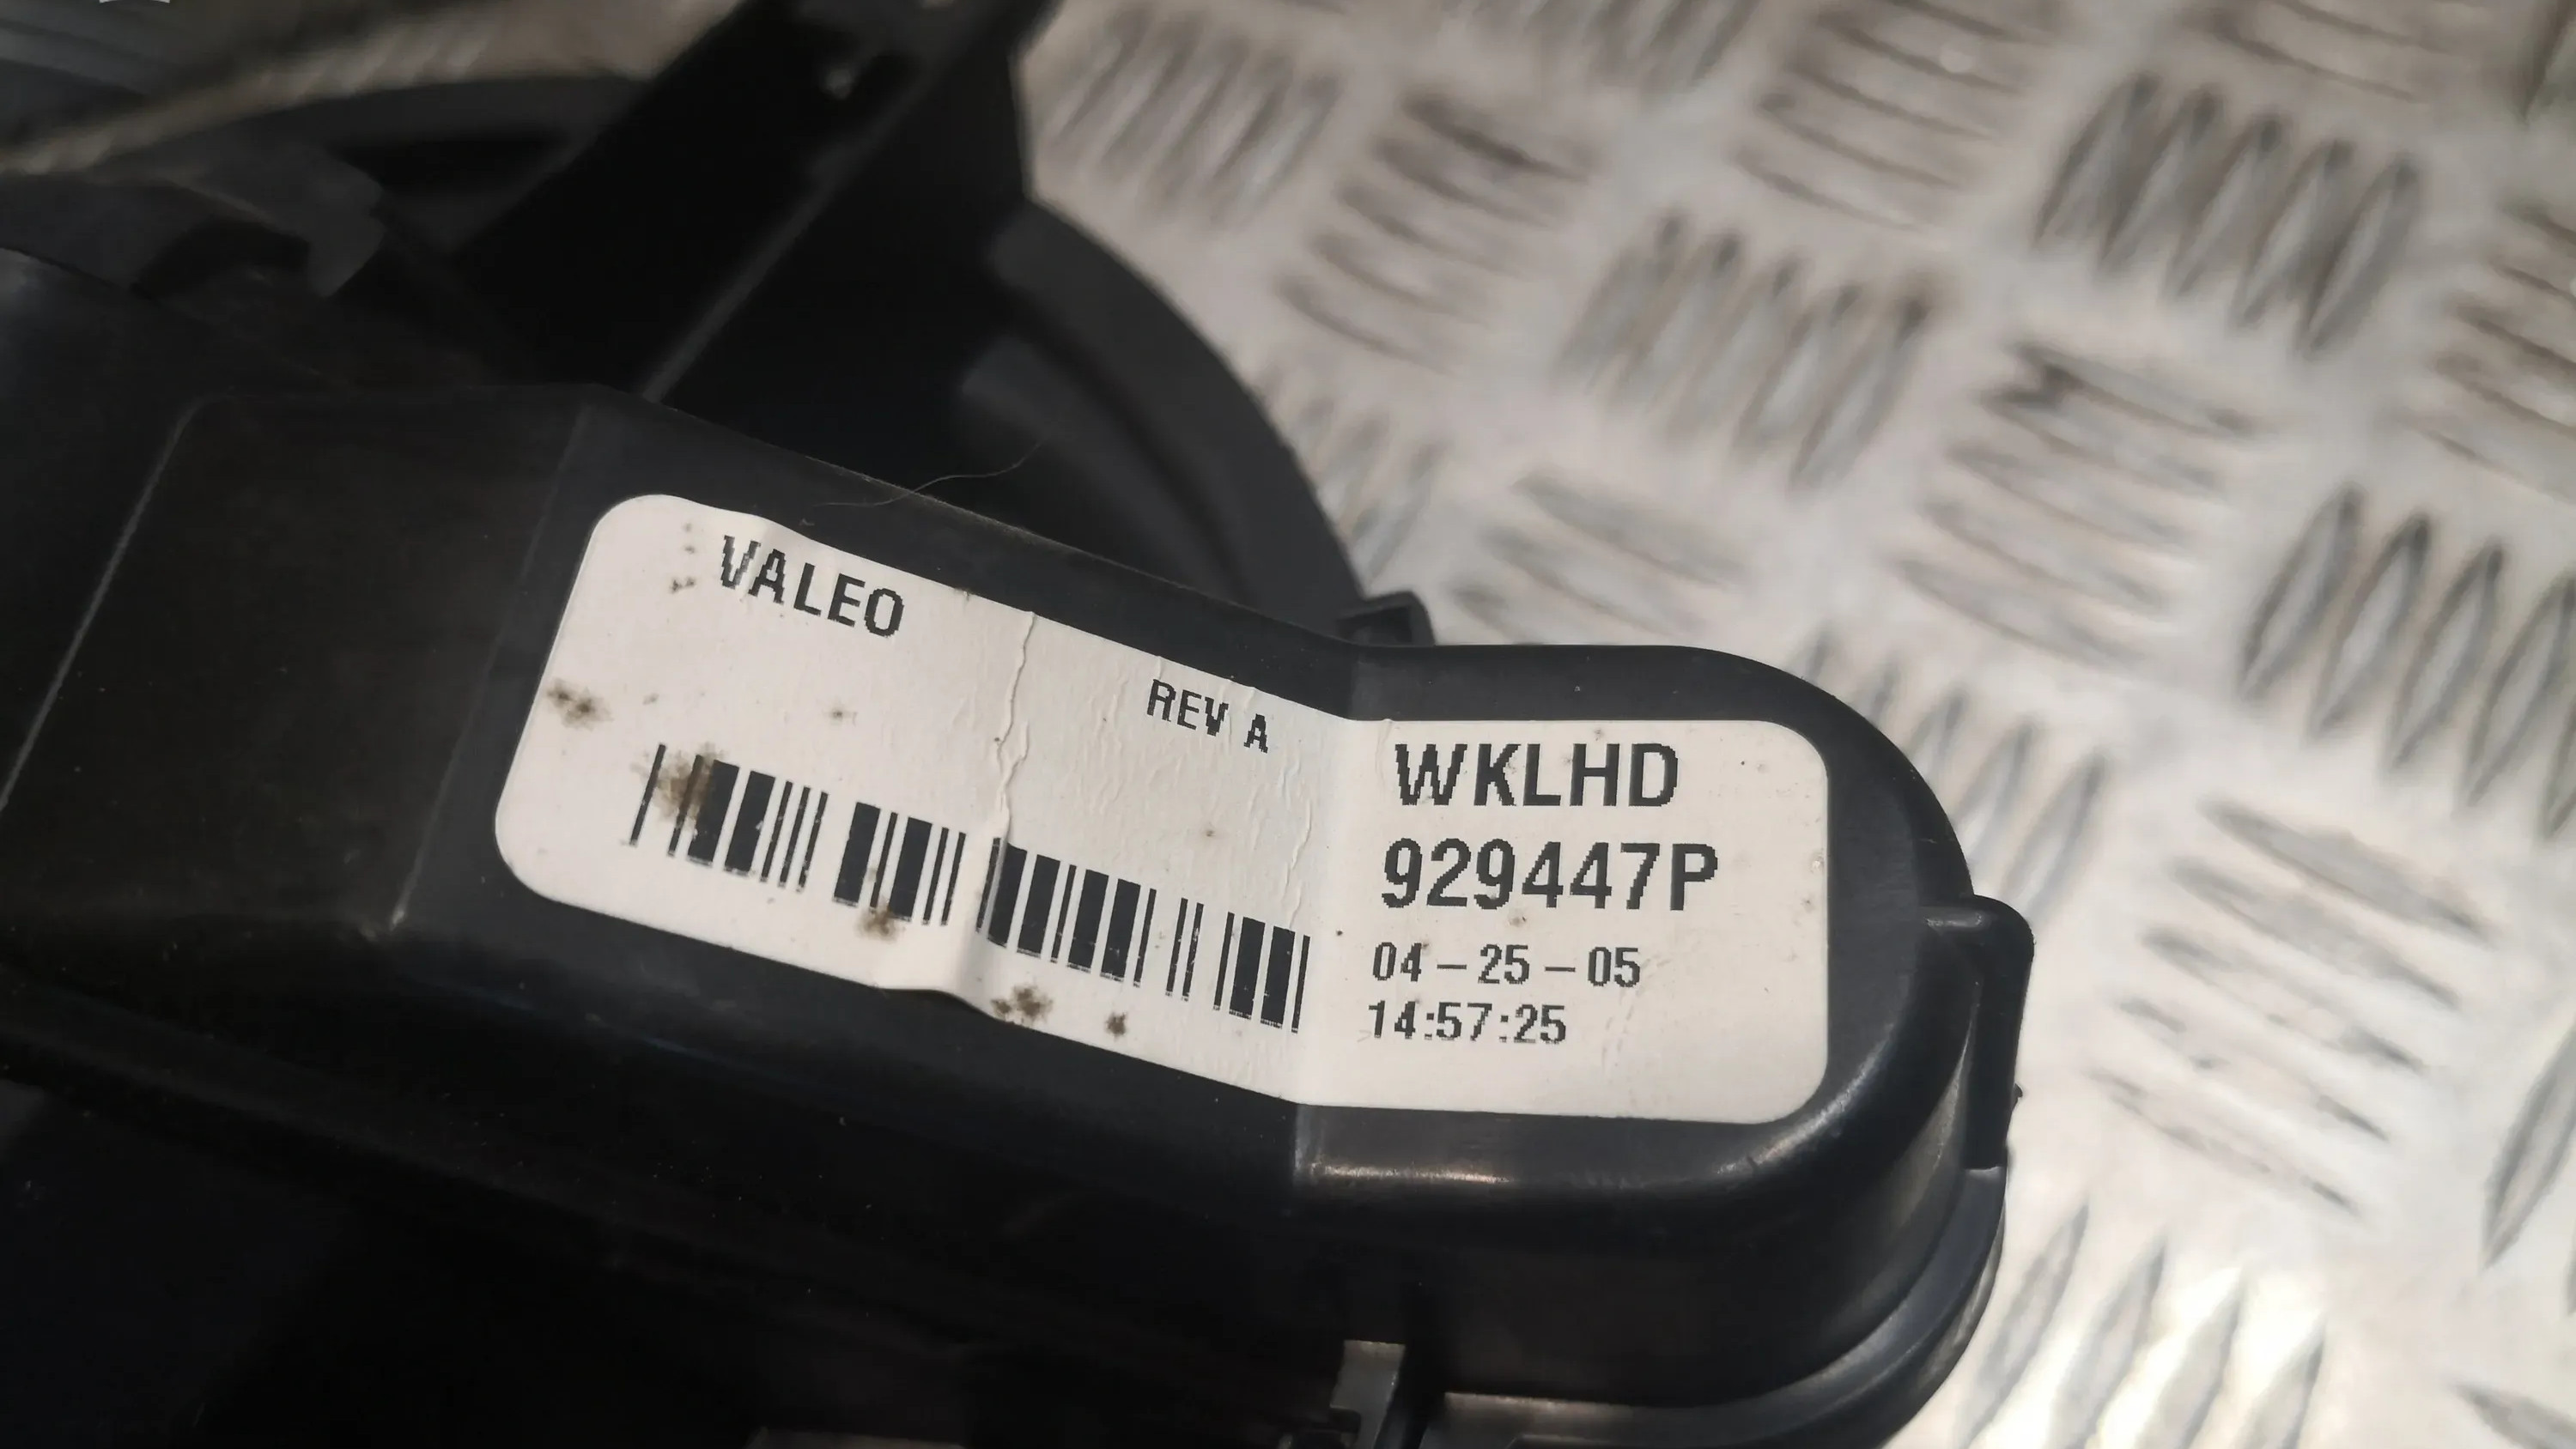 VALEO
REV A
WKLHD
929447P
04-25-05
14:57:25